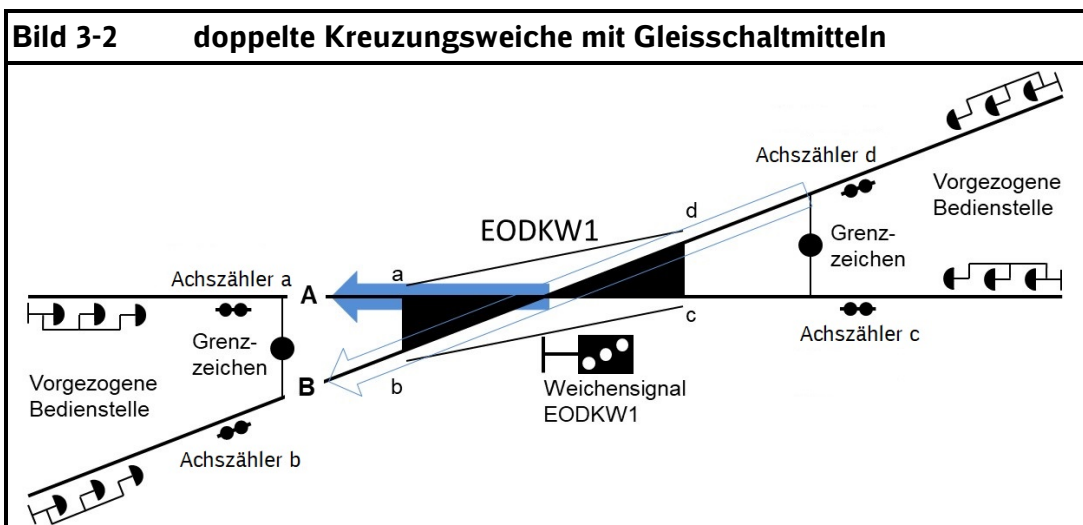 Bild 3-2 doppelte Kreuzungsweiche mit Gleisschaltmitteln
Achszähler d
Vorgezogene
Bedienstelle
d
EODKW1
Grenz-
zeichen
Achszähler a
a
A
c
Achszähler c
Grenz-
zeichen
Vorgezogene
Bedienstelle
B
b
Weichensignal
EODKW1
Achszähler b